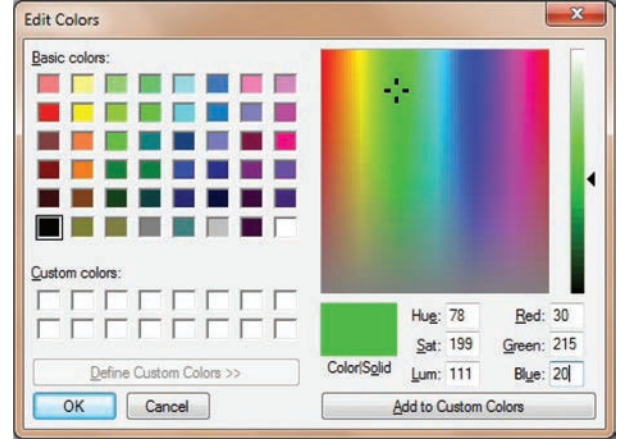 Edit Colors
Basic colors:
Custom colors:
Define Custom Colors >>
OK Cancel
Color|Solid
Hue: 78
Sat: 199
Lum: 111
Red: 30
Green: 215
Blue: 20
Add to Custom Colors